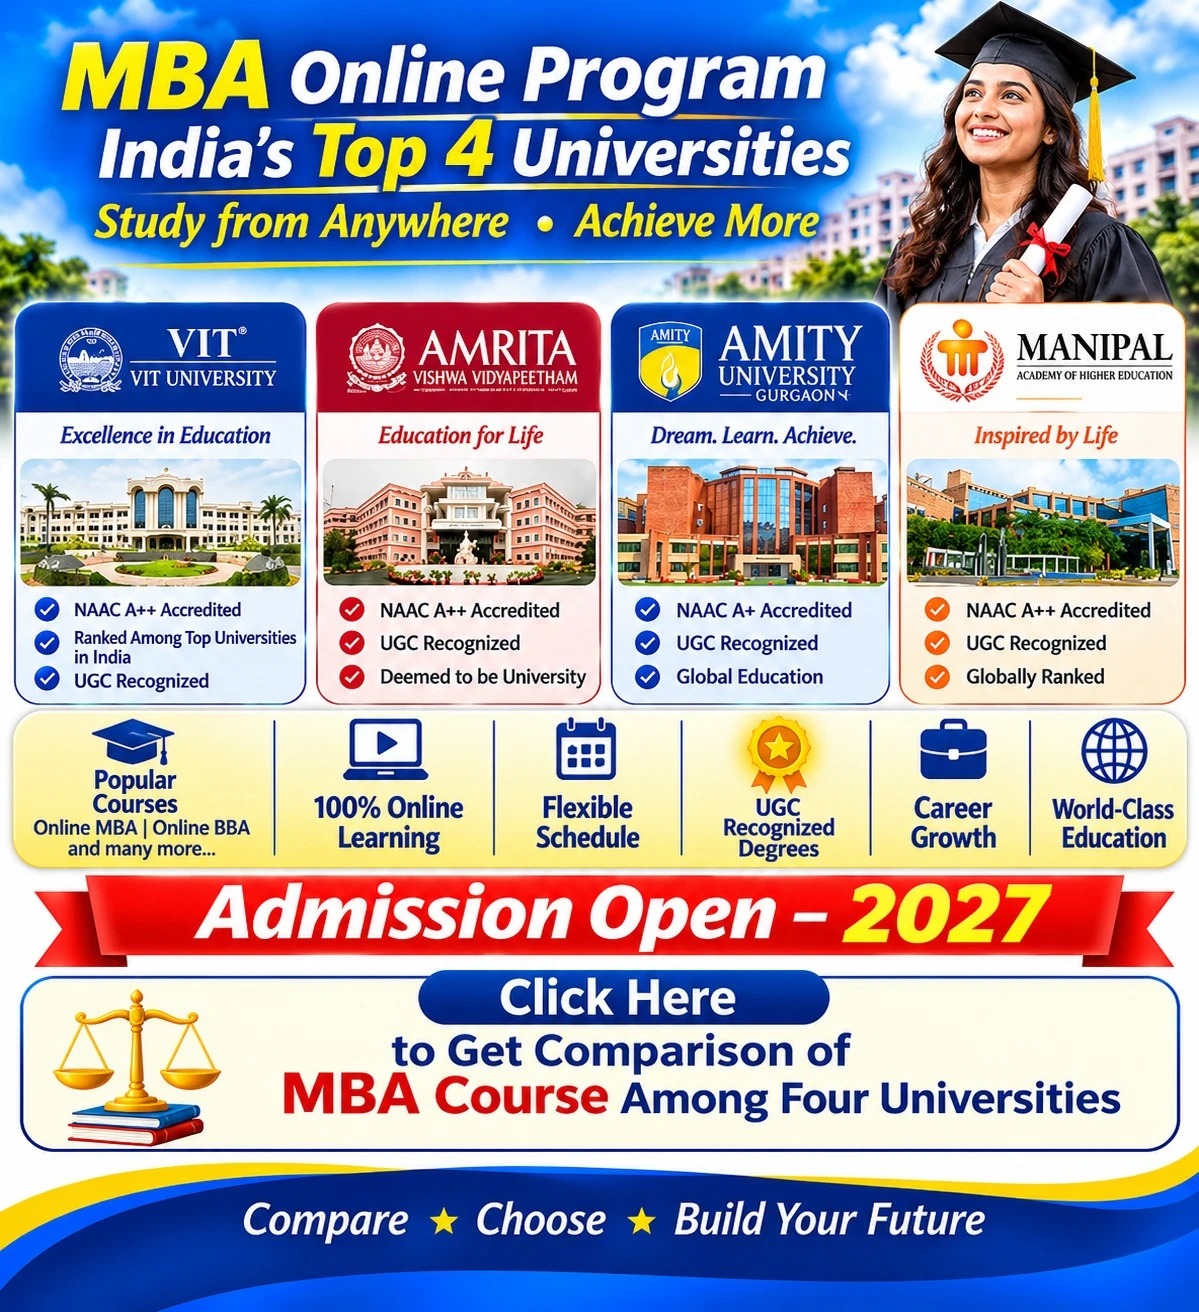 MBA Online Program
India's Top 4 Universities
Study from Anywhere • Achieve More
VIT®
VIT UNIVERSITY
Excellence in Education
NAAC A++ Accredited
Ranked Among Top Universities
in India
UGC Recognized
AMRITA
VISHWA VIDYAPEETHAM
Education for Life
NAAC A++ Accredited
UGC Recognized
Deemed to be University
AMITY
AMITY
UNIVERSITY
GURGAON
Dream. Learn. Achieve.
NAAC A+ Accredited
UGC Recognized
Global Education
MANIPAL
ACADEMY OF HIGHER EDUCATION
Inspired by Life
NAAC A++ Accredited
UGC Recognized
Globally Ranked
Popular
Courses
Online MBA | Online BBA
and many more...
100% Online
Learning
Flexible
Schedule
UGC
Recognized
Degrees
Career
Growth
World-Class
Education
Admission Open – 2027
Click Here
to Get Comparison of
MBA Course Among Four Universities
Compare ★ Choose ★ Build Your Future